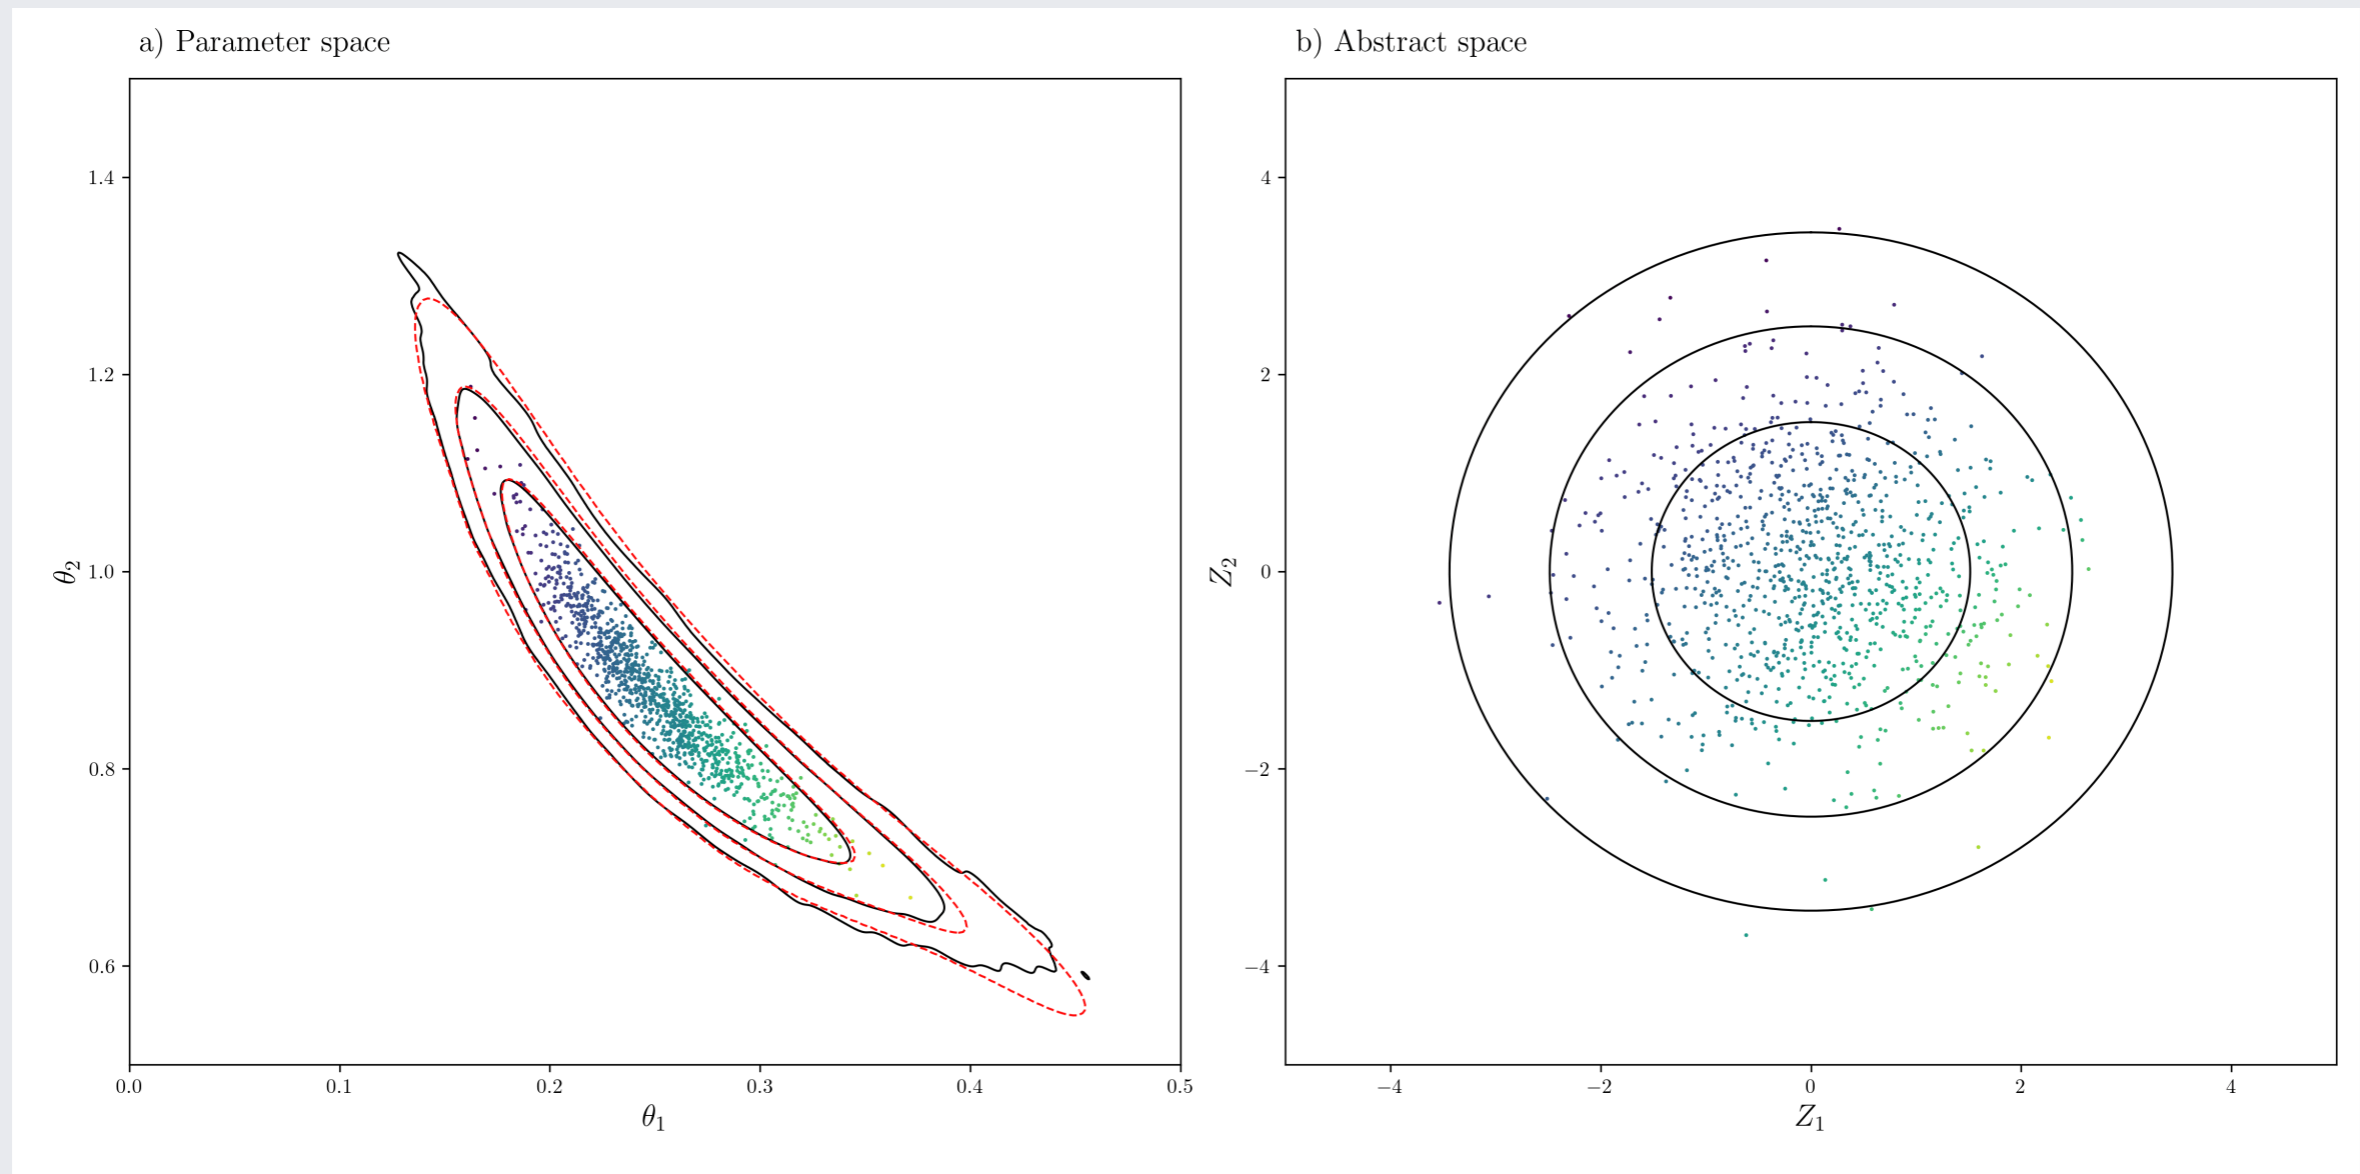 a) Parameter space
1.4
1.2
1.0
0.8
0.6
θ₂
0.0 0.1 0.2 0.3 0.4 0.5
θ₁
b) Abstract space
4
2
0
−2
−4
Z₂
−4 −2 0 2 4
Z₁